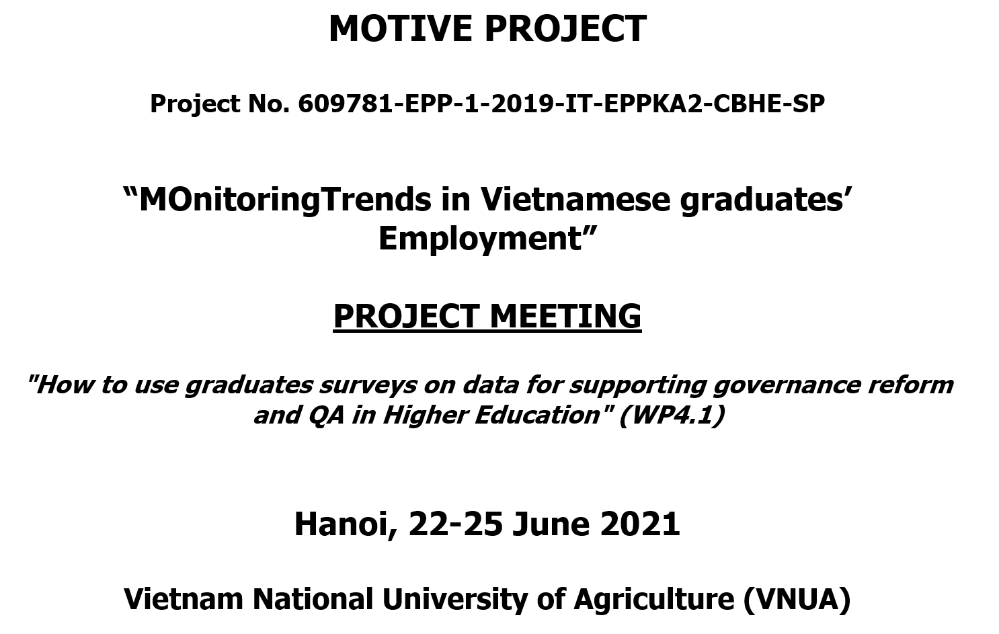 MOTIVE PROJECT
Project No. 609781-EPP-1-2019-IT-EPPKA2-CBHE-SP
“MOnitoringTrends in Vietnamese graduates’
Employment”
PROJECT MEETING
"How to use graduates surveys on data for supporting governance reform
and QA in Higher Education" (WP4.1)
Hanoi, 22-25 June 2021
Vietnam National University of Agriculture (VNUA)